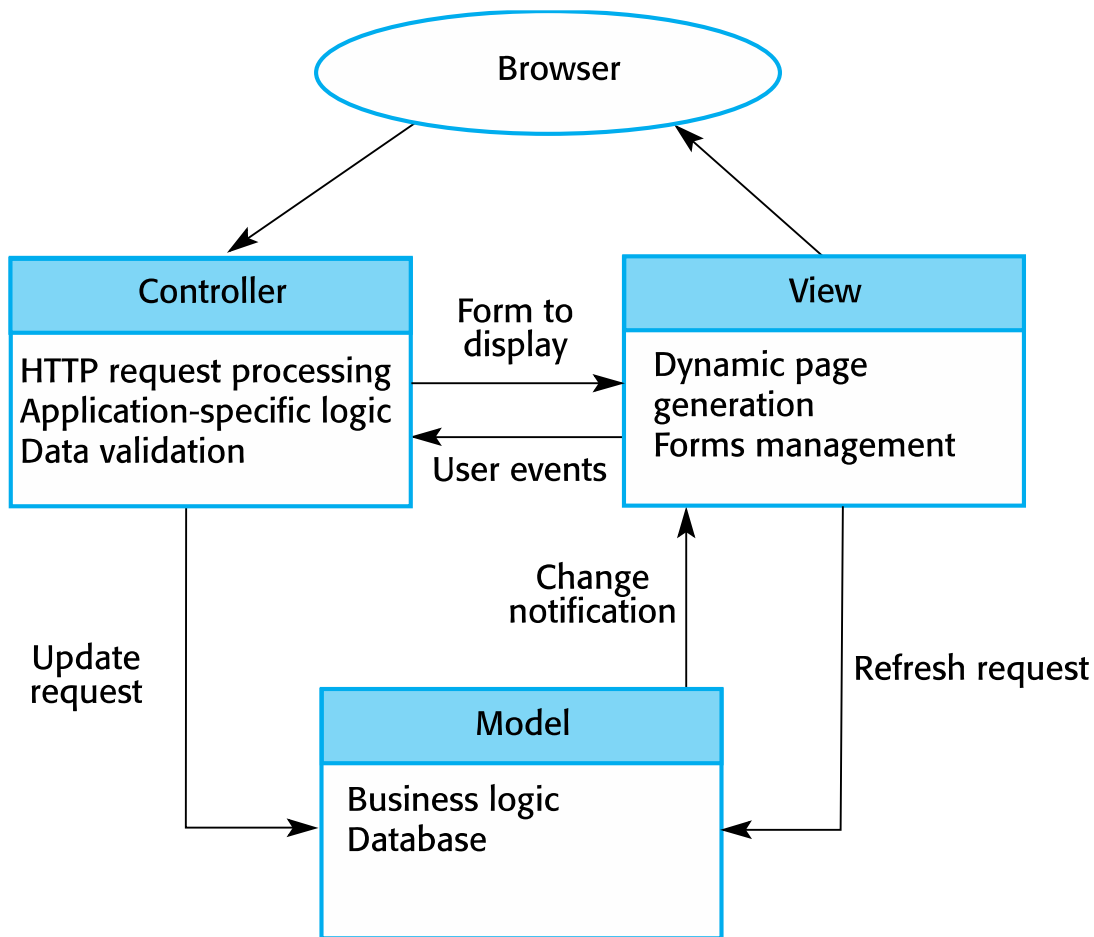 Browser
Controller
HTTP request processing
Application-specific logic
Data validation
Form to
display
User events
View
Dynamic page
generation
Forms management
Update
request
Change
notification
Refresh request
Model
Business logic
Database